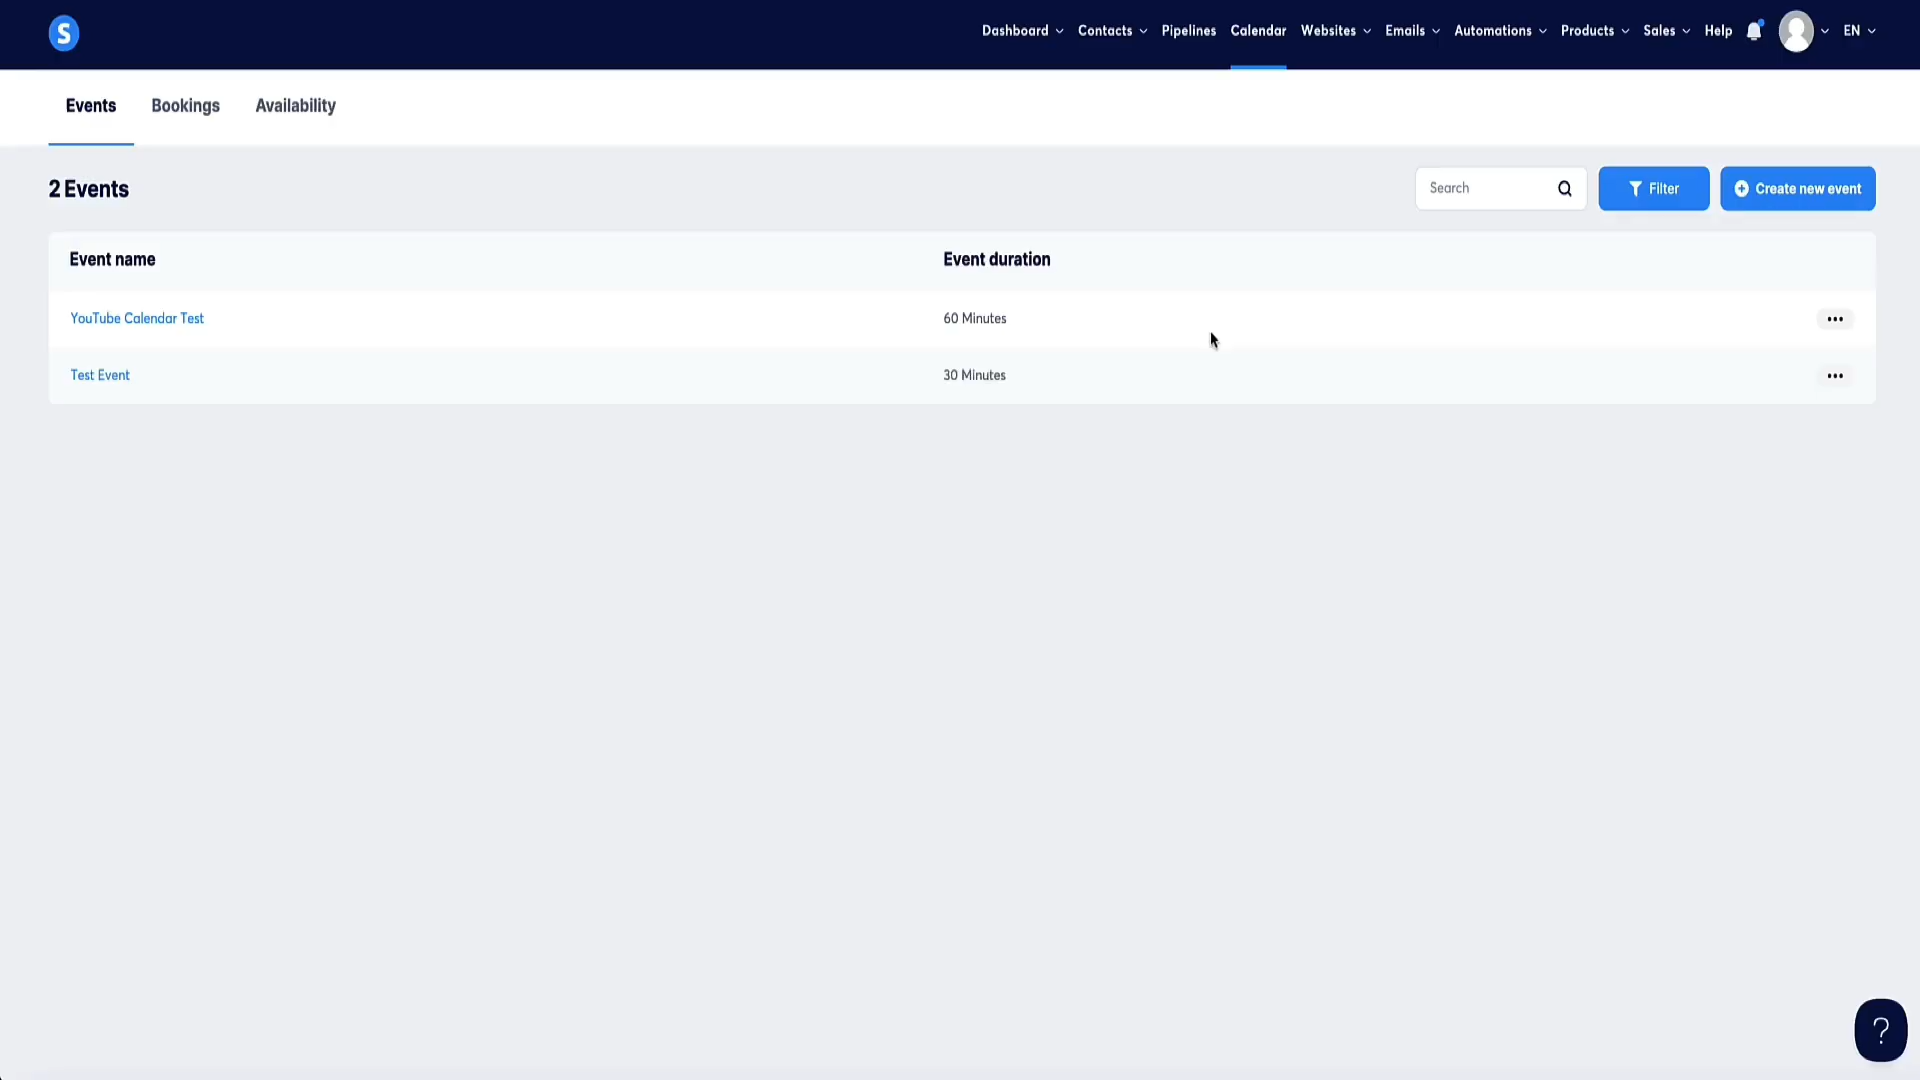 S
Dashboard Contacts Pipelines Calendar Websites Emails Automations Products Sales Help EN
Events Bookings Availability
2 Events
Search Filter Create new event
Event name Event duration
YouTube Calendar Test 60 Minutes
Test Event 30 Minutes
?